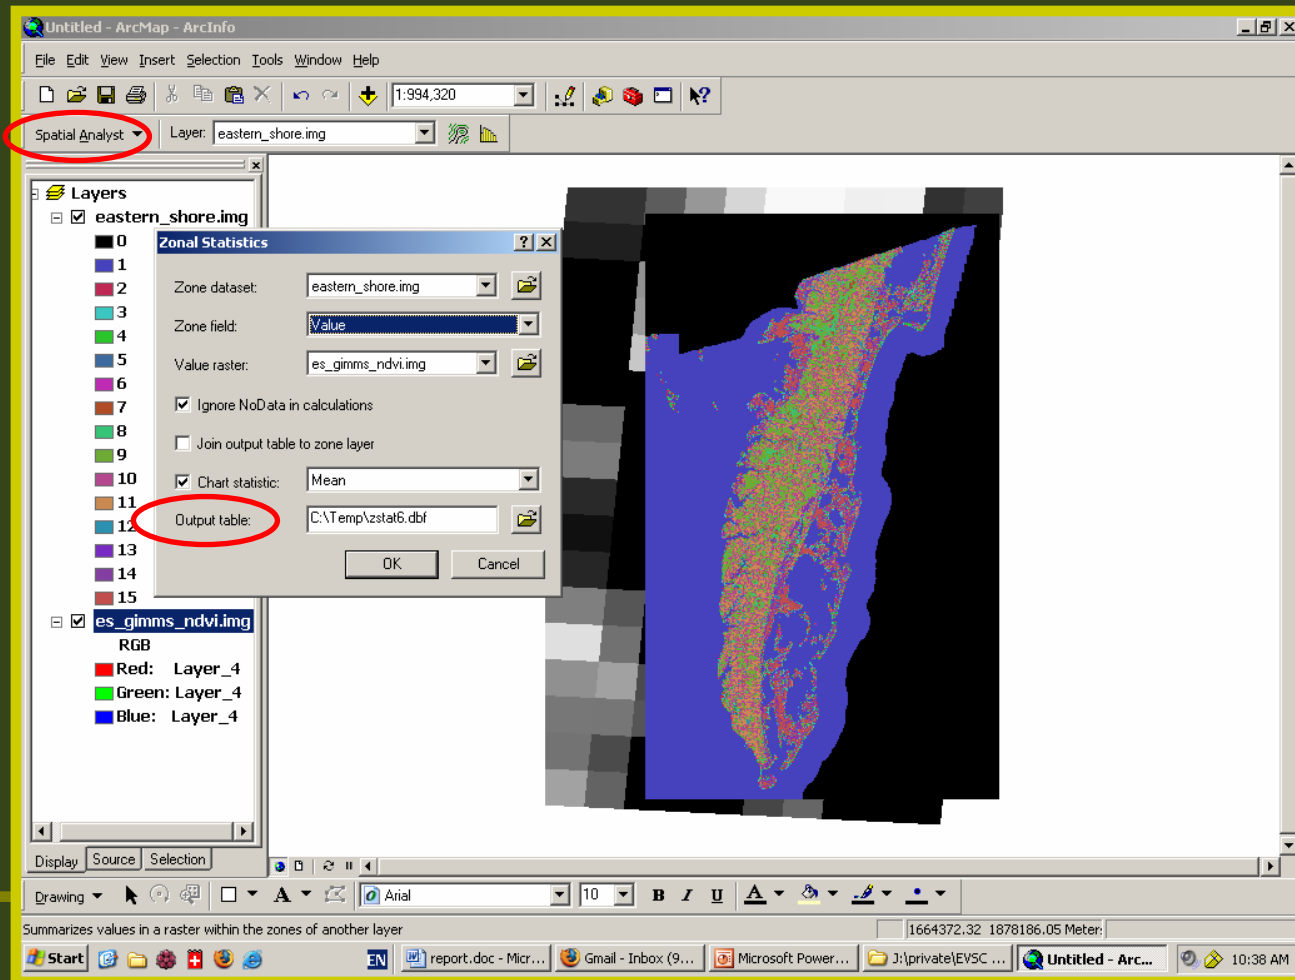 Untitled - ArcMap - ArcInfo
File Edit View Insert Selection Tools Window Help
1:994,320
Spatial Analyst Layer: eastern_shore.img
Layers
eastern_shore.img
0
1
2
3
4
5
6
7
8
9
10
11
12
13
14
15
es_gimms_ndvi.img
RGB
Red: Layer_4
Green: Layer_4
Blue: Layer_4
Zonal Statistics
Zone dataset: eastern_shore.img
Zone field: Value
Value raster: es_gimms_ndvi.img
Ignore NoData in calculations
Join output table to zone layer
Chart statistic: Mean
Output table: C:\Temp\zstat6.dbf
OK Cancel
Display Source Selection
Drawing A Arial 10 B I U A
Summarizes values in a raster within the zones of another layer 1664372.32 1878186.05 Meter
Start EN report.doc - Micr... Gmail - Inbox (9... Microsoft Power... J:\private\EVSC ... Untitled - Arc... 10:38 AM